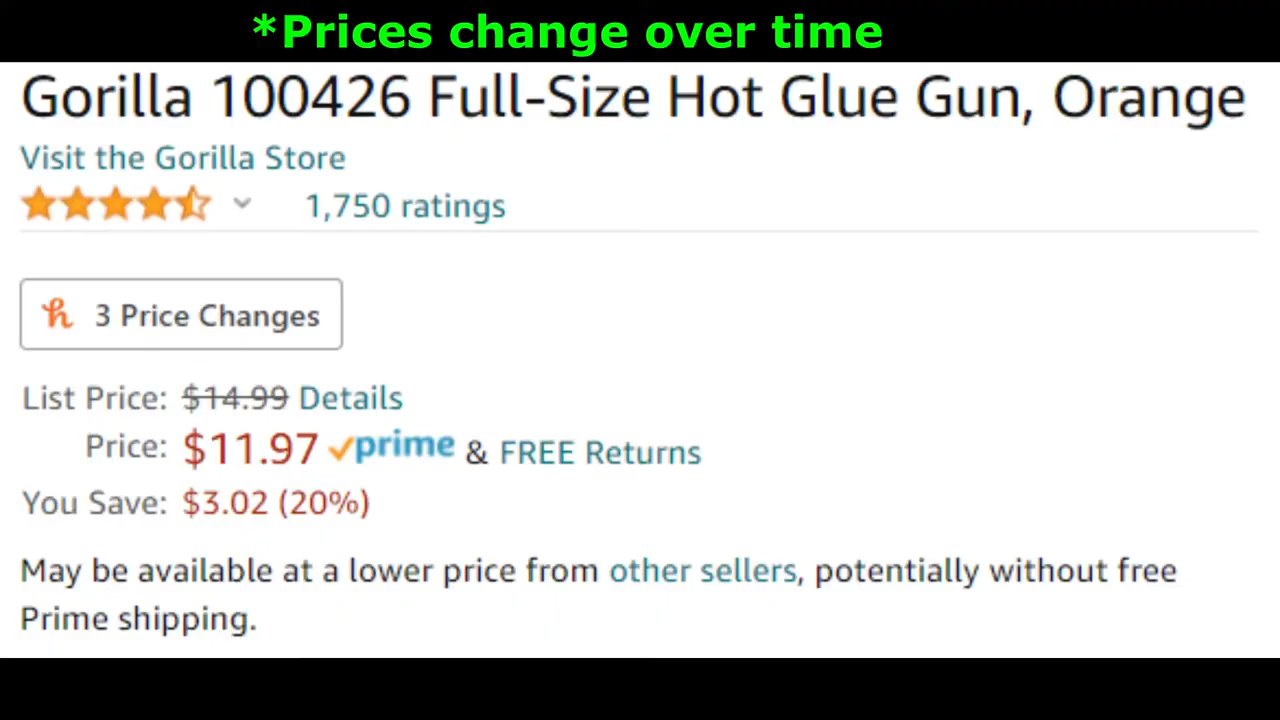 *Prices change over time
Gorilla 100426 Full-Size Hot Glue Gun, Orange
Visit the Gorilla Store
1,750 ratings
h 3 Price Changes
List Price: $14.99 Details
Price: $11.97 prime & FREE Returns
You Save: $3.02 (20%)
May be available at a lower price from other sellers, potentially without free
Prime shipping.